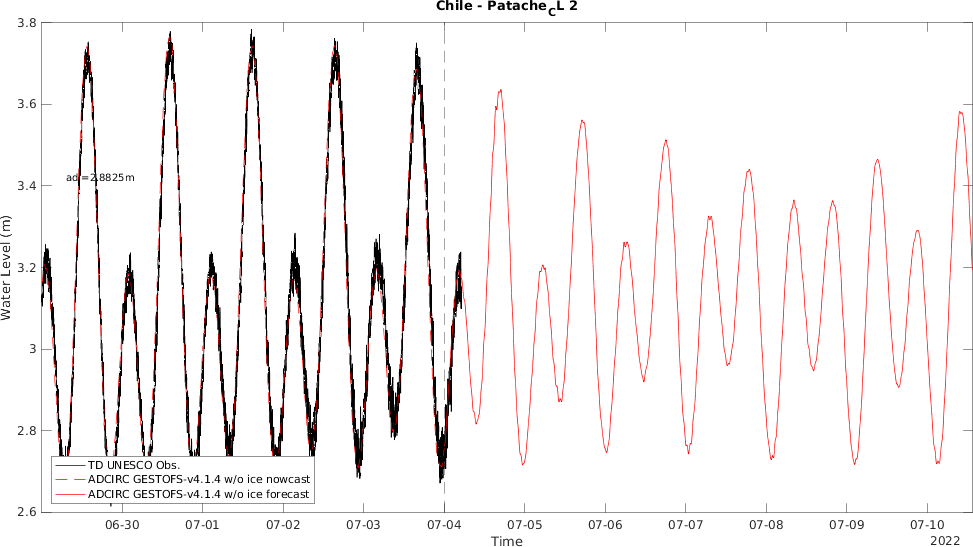 Chile - Patache_CL 2
3.8
3.6
3.4
3.2
3
2.8
2.6
Water Level (m)
ad =2.8825m
TD UNESCO Obs.
ADCIRC GESTOFS-v4.1.4 w/o ice nowcast
ADCIRC GESTOFS-v4.1.4 w/o ice forecast
06-30 07-01 07-02 07-03 07-04 07-05 07-06 07-07 07-08 07-09 07-10
Time
2022